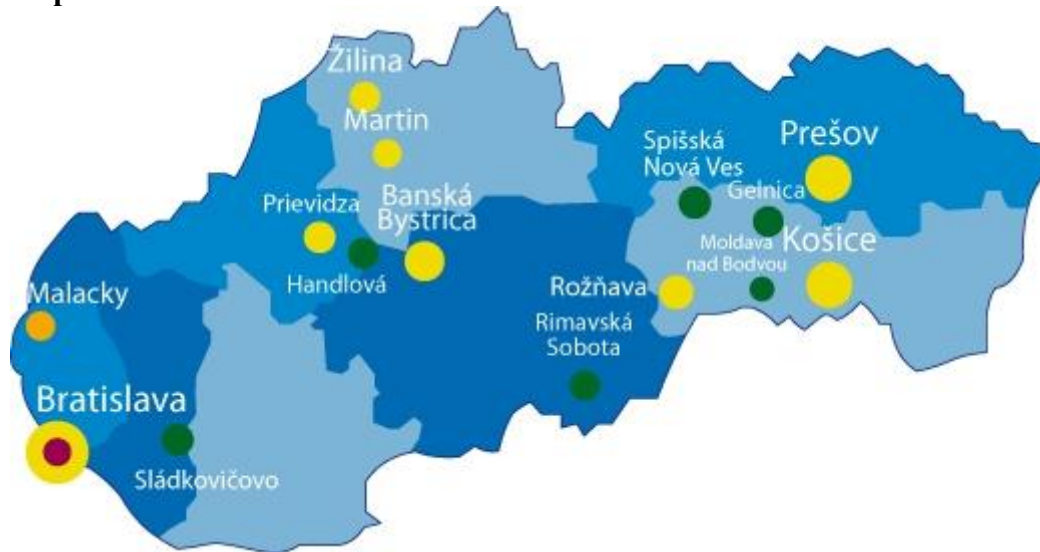 Žilina
Martin
Spišská
Nová Ves
Prešov
Gelnica
Prievidza
Banská
Bystrica
Handlová
Moldava
nad Bodvou
Košice
Malacky
Rožňava
Rimavská
Sobota
Bratislava
Sládkovičovo